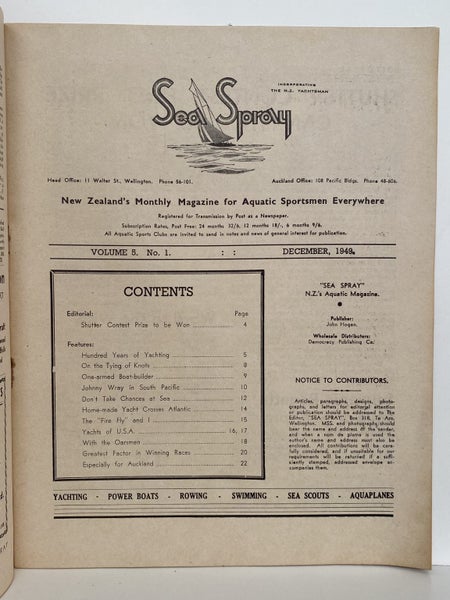 INCORPORATING
THE N.Z. YACHTSMAN
Sea Spray
Head Office: 11 Walter St., Wellington. Phone 56-101.
Auckland Office: 108 Pacific Bldgs. Phone 48-606.
New Zealand's Monthly Magazine for Aquatic Sportsmen Everywhere
Registered for Transmission by Post as a Newspaper.
Subscription Rates, Post Free: 24 months 32/6, 12 months 18/-, 6 months 9/6.
All Aquatic Sports Clubs are invited to send in notes and news of general interest for publication.
VOLUME 5. No. 1. : : DECEMBER, 1949.
CONTENTS
Editorial: Page
Shutter Contest Prize to be Won 4
Features:
Hundred Years of Yachting 5
On the Tying of Knots 8
One-armed Boat-builder 9
Johnny Wray in South Pacific 10
Don't Take Chances at Sea 12
Home-made Yacht Crosses Atlantic 14
The "Fire Fly" and I 15
Yachts of U.S.A. 16, 17
With the Oarsmen 18
Greatest Factor in Winning Races 20
Especially for Auckland 22
"SEA SPRAY"
N.Z.'s Aquatic Magazine.
Publisher:
John Hogan.
Wholesale Distributors:
Democracy Publishing Co.
NOTICE TO CONTRIBUTORS.
Articles, paragraphs, designs, photographs, and letters for editorial attention
or publication should be addressed to The
Editor, "SEA SPRAY", Box 318, Te Aro,
Wellington. MSS. and photographs should
bear the name and address of the sender,
and when a nom de plume is used the
author's name and address must also be
enclosed. All contributions will be carefully considered, and if unsuitable for our
requirements will be returned if a sufficiently stamped, addressed envelope accompanies them.
YACHTING - POWER BOATS - ROWING - SWIMMING - SEA SCOUTS - AQUAPLANES